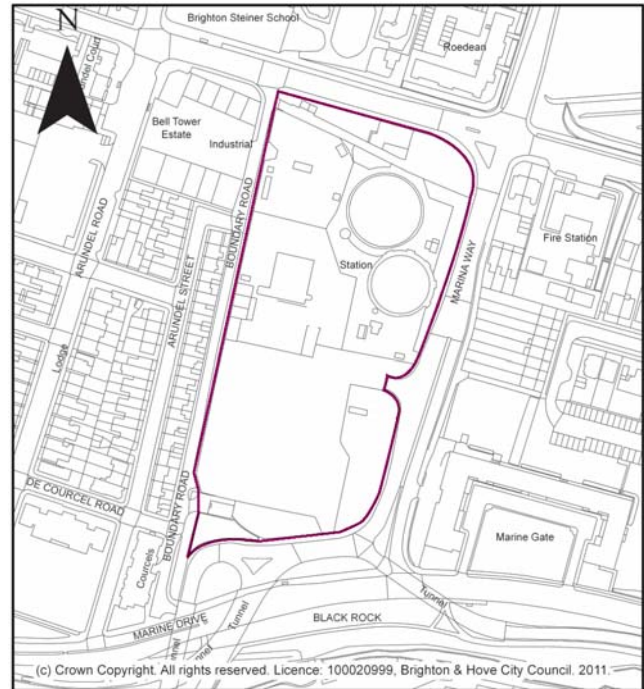 N
Brighton Steiner School
Roedean
Arundel Court
Bell Tower
Estate
Industrial
BOUNDARY ROAD
ARUNDEL ROAD
Fire Station
Station
MARINA WAY
ARUNDEL STREET
Lodge
DE COURCEL ROAD
BOUNDARY ROAD
Courcels
Marine Gate
Tunnel
MARINE DRIVE
BLACK ROCK
Tunnel
(c) Crown Copyright. All rights reserved. Licence: 100020999, Brighton & Hove City Council. 2011.